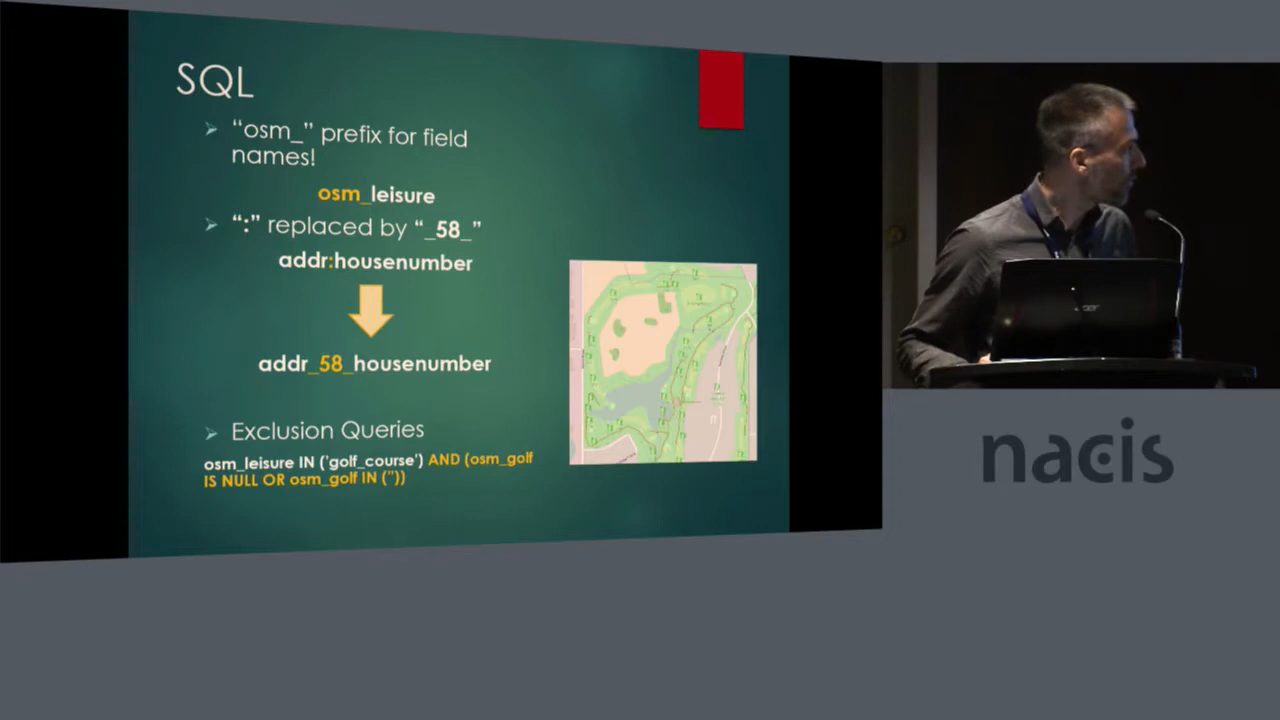 SQL
“osm_” prefix for field
names!
osm_leisure
“:” replaced by “_58_”
addr:housenumber
addr_58_housenumber
Exclusion Queries
osm_leisure IN ('golf_course') AND (osm_golf
IS NULL OR osm_golf IN (''))
acer
nacis